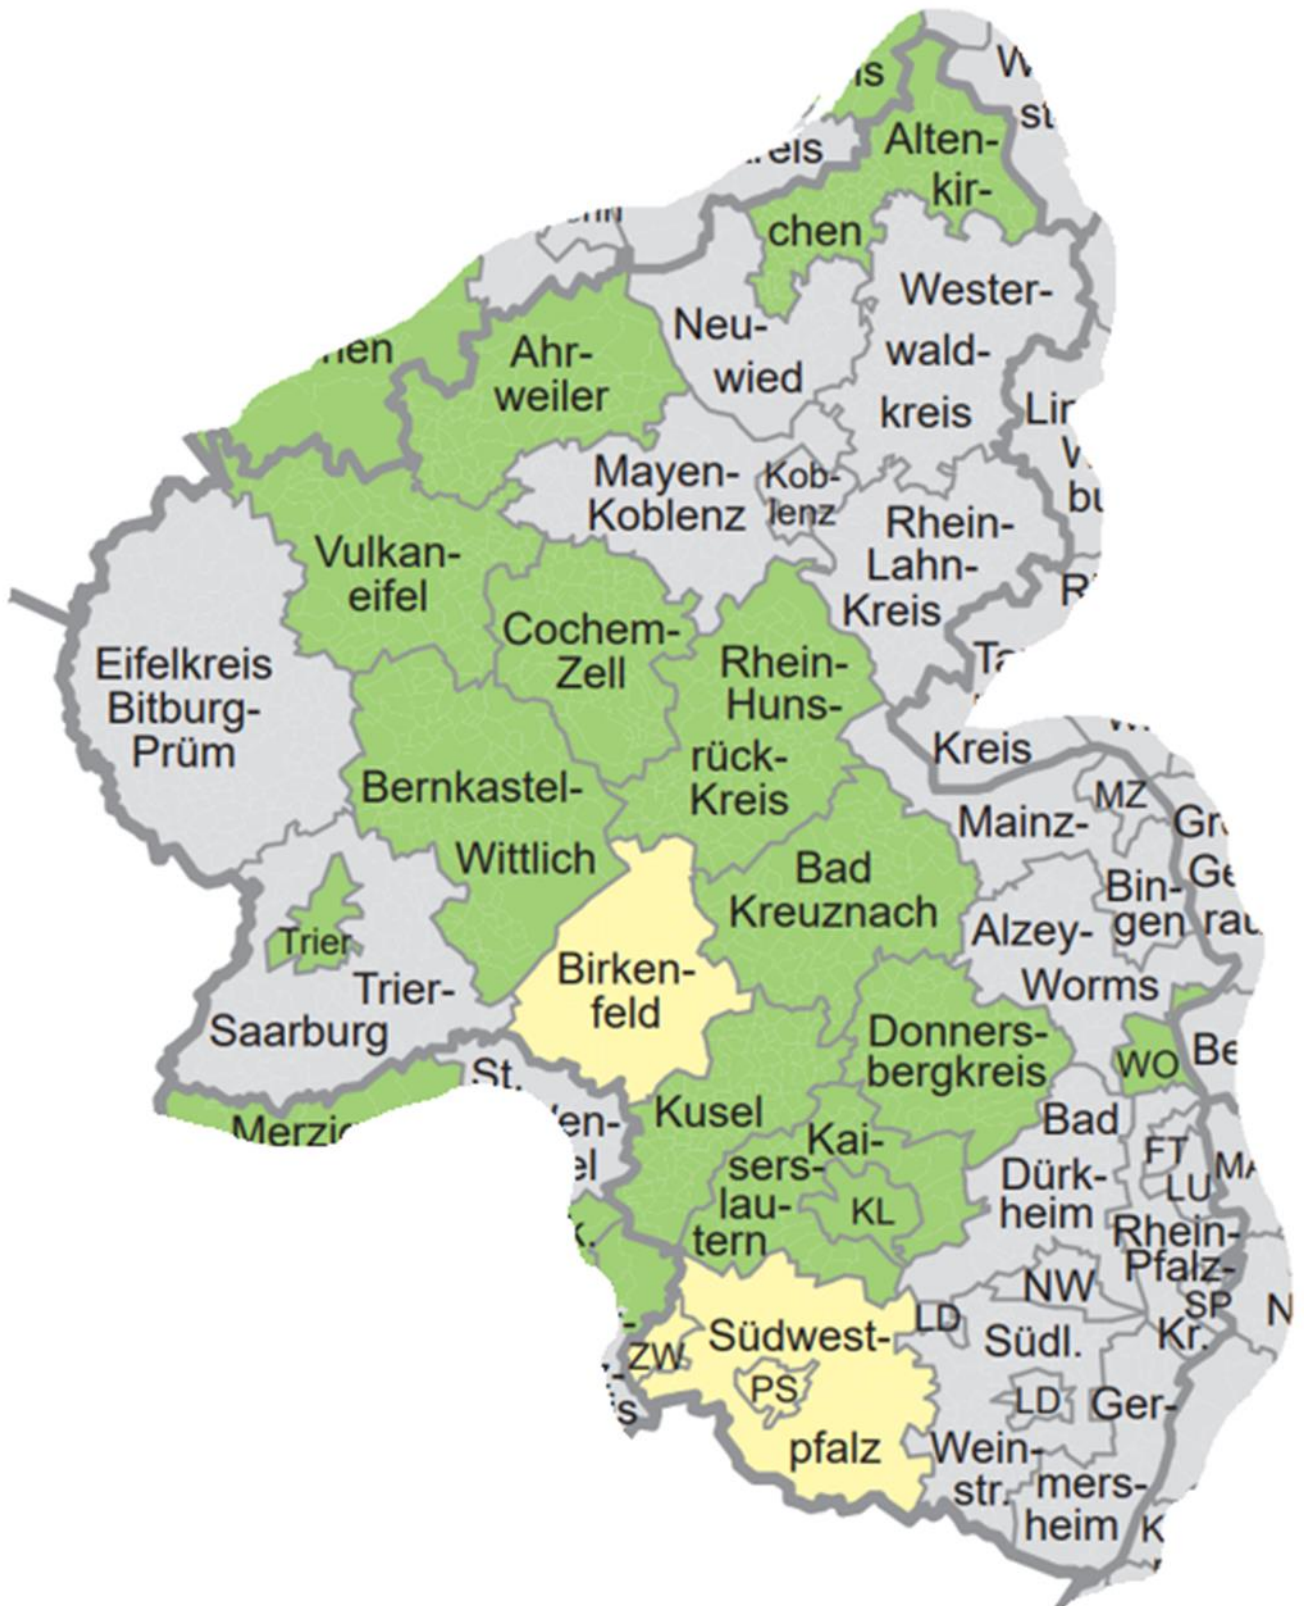 Alten-
kir-
chen
Wester-
wald-
kreis
Neu-
wied
Ahr-
weiler
Mayen-
Koblenz
Kob-
lenz
Rhein-
Lahn-
Kreis
Vulkan-
eifel
Cochem-
Zell
Rhein-
Huns-
rück-
Kreis
Eifelkreis
Bitburg-
Prüm
Bernkastel-
Wittlich
Kreis
MZ
Mainz-
Bin-
gen
Bad
Kreuznach
Alzey-
Worms
Trier
Trier-
Saarburg
Birken-
feld
Donners-
bergkreis
WO
St.
Kusel
Kai-
sers-
lau-
tern
KL
Bad
Dürk-
heim
FT
LU
Rhein-
Pfalz-
Kr.
SP
NW
LD
Südl.
Wein-
str.
LD
Ger-
mers-
heim
Südwest-
pfalz
ZW
PS